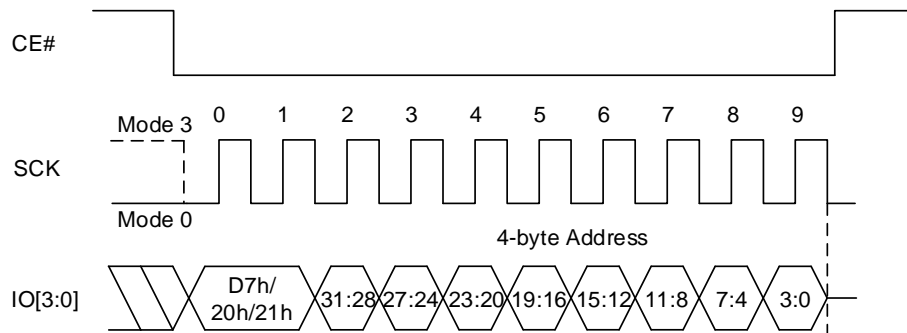 CE#
0 1 2 3 4 5 6 7 8 9
Mode 3
SCK
Mode 0
4-byte Address
D7h/
20h/21h
IO[3:0]
31:28 27:24 23:20 19:16 15:12 11:8 7:4 3:0